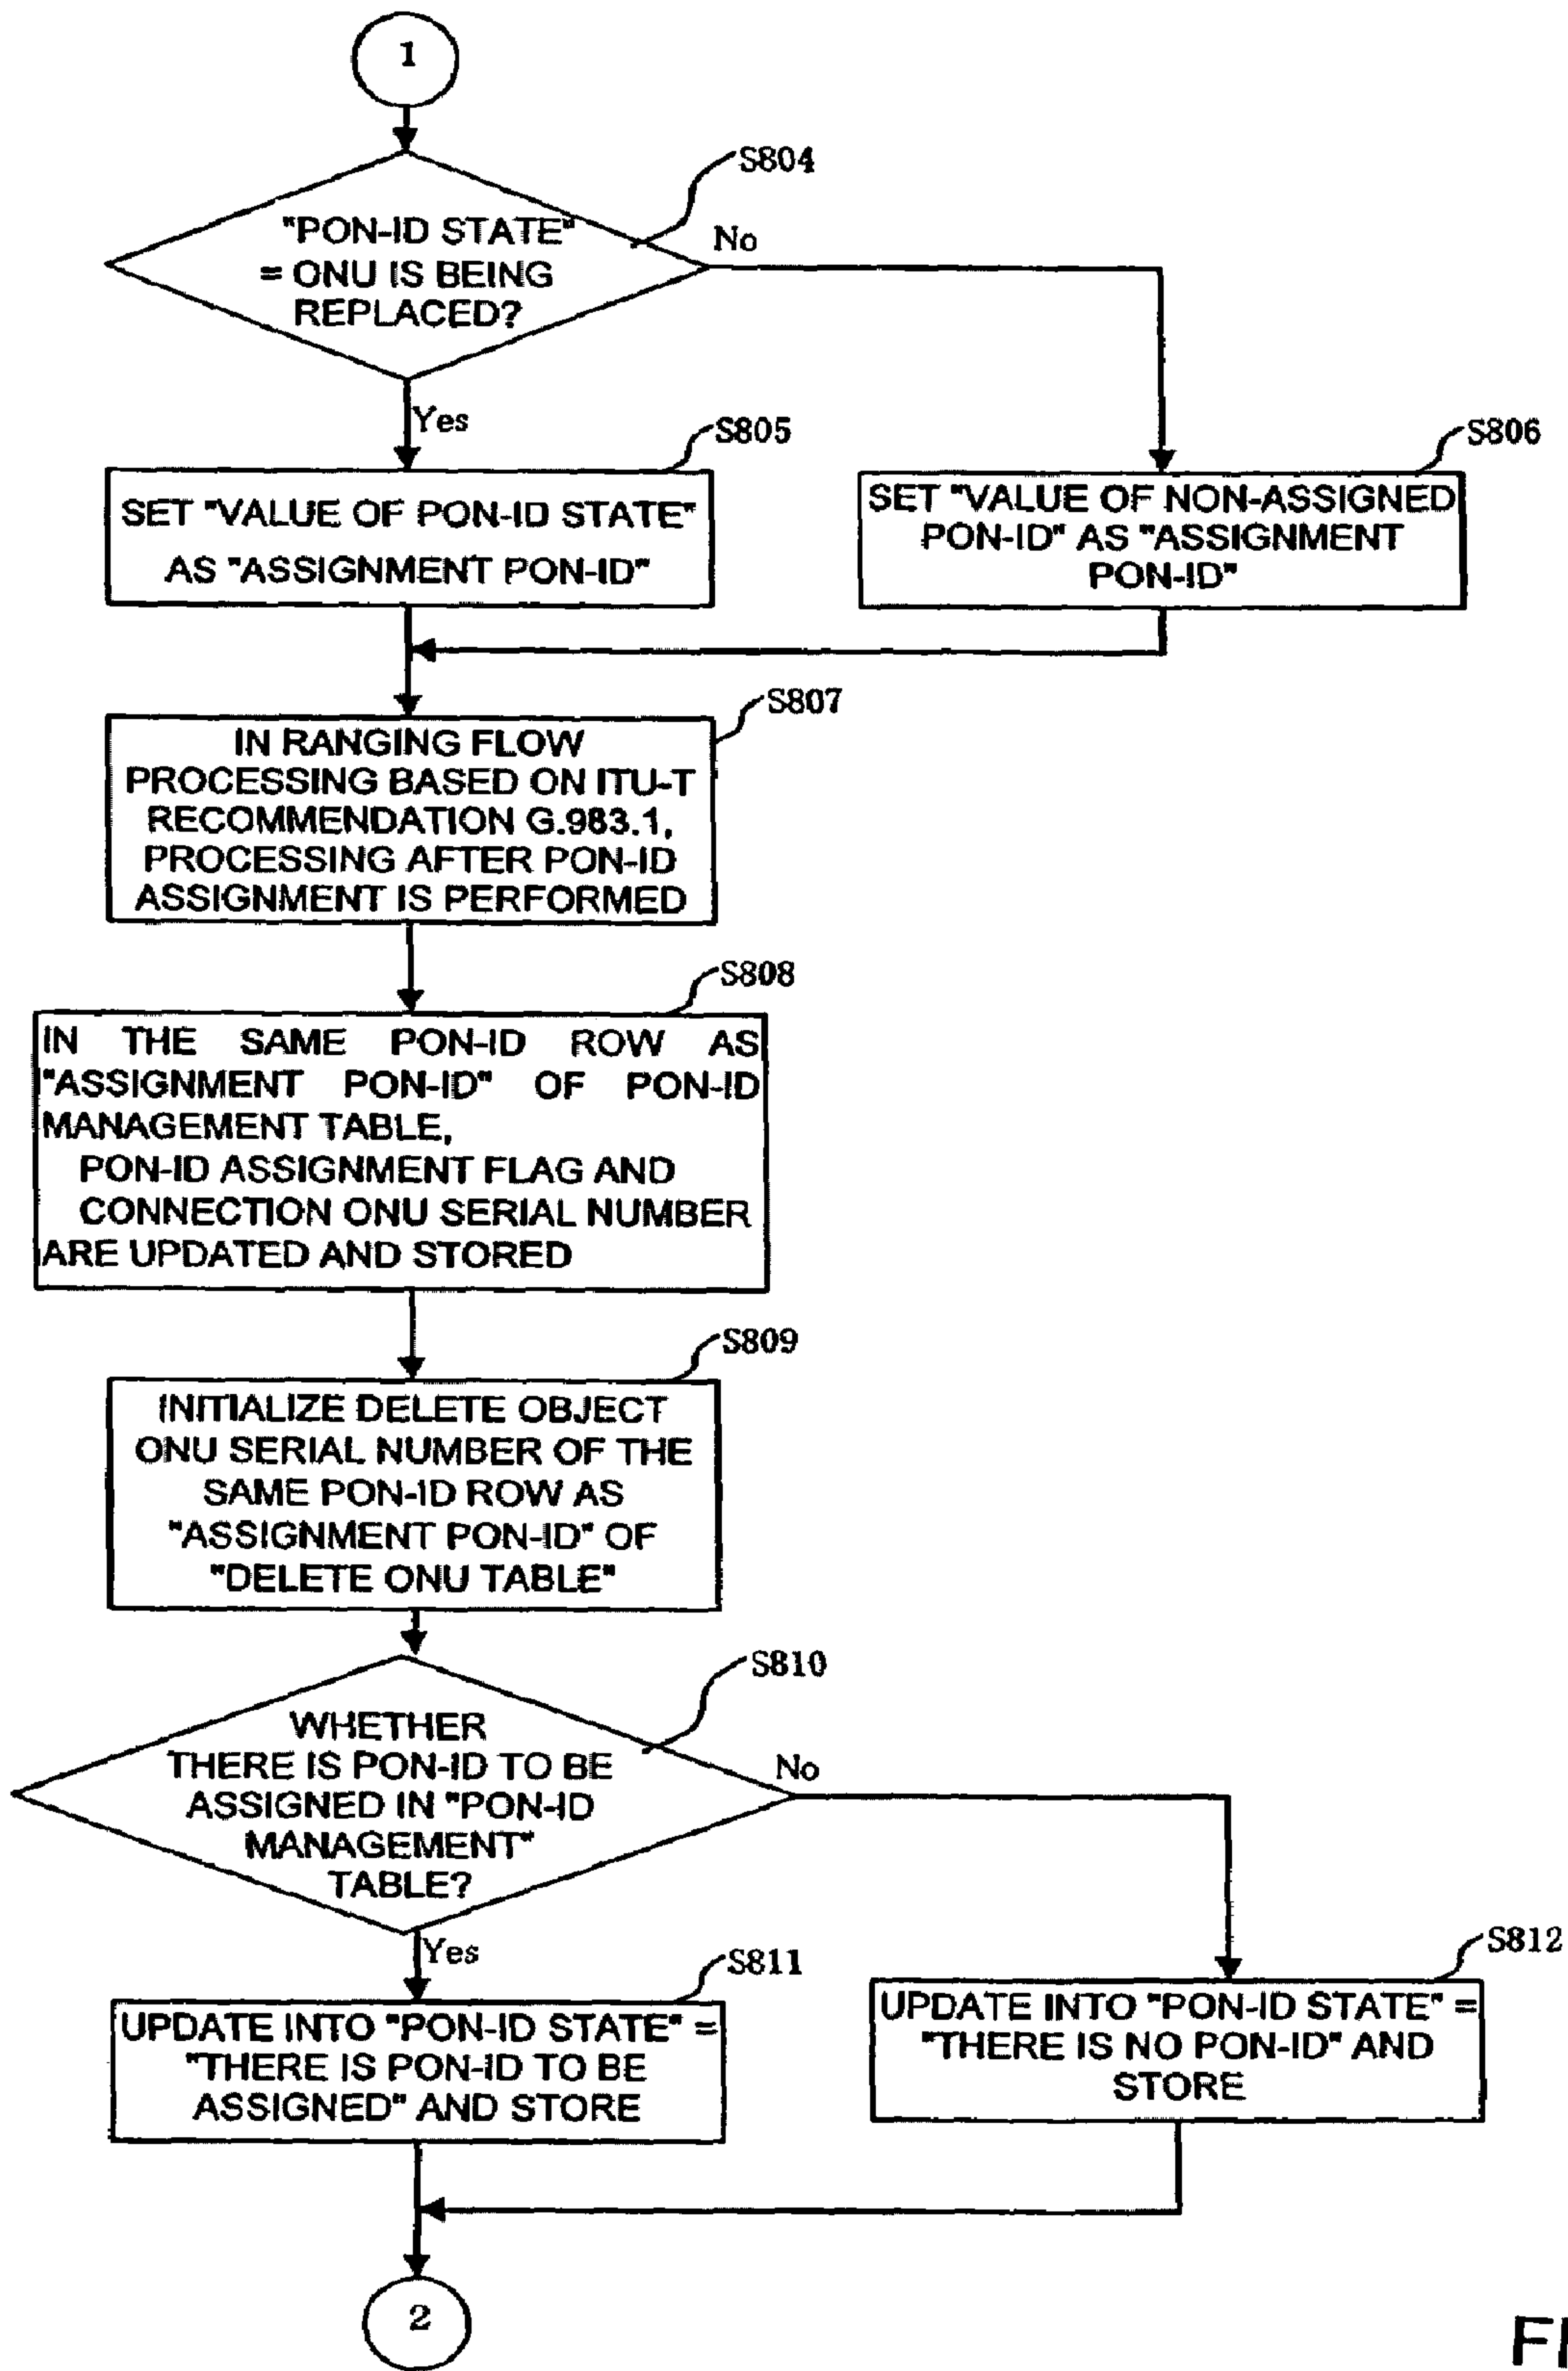 1
S804
"PON-ID STATE"
= ONU IS BEING
REPLACED?
No
Yes
S805
SET "VALUE OF PON-ID STATE"
AS "ASSIGNMENT PON-ID"
S806
SET "VALUE OF NON-ASSIGNED
PON-ID" AS "ASSIGNMENT
PON-ID"
S807
IN RANGING FLOW
PROCESSING BASED ON ITU-T
RECOMMENDATION G.983.1,
PROCESSING AFTER PON-ID
ASSIGNMENT IS PERFORMED
S808
IN THE SAME PON-ID ROW AS
"ASSIGNMENT PON-ID" OF PON-ID
MANAGEMENT TABLE,
PON-ID ASSIGNMENT FLAG AND
CONNECTION ONU SERIAL NUMBER
ARE UPDATED AND STORED
S809
INITIALIZE DELETE OBJECT
ONU SERIAL NUMBER OF THE
SAME PON-ID ROW AS
"ASSIGNMENT PON-ID" OF
"DELETE ONU TABLE"
S810
WHETHER
THERE IS PON-ID TO BE
ASSIGNED IN "PON-ID
MANAGEMENT"
TABLE?
No
Yes
S811
UPDATE INTO "PON-ID STATE" =
"THERE IS PON-ID TO BE
ASSIGNED" AND STORE
S812
UPDATE INTO "PON-ID STATE" =
"THERE IS NO PON-ID" AND
STORE
2